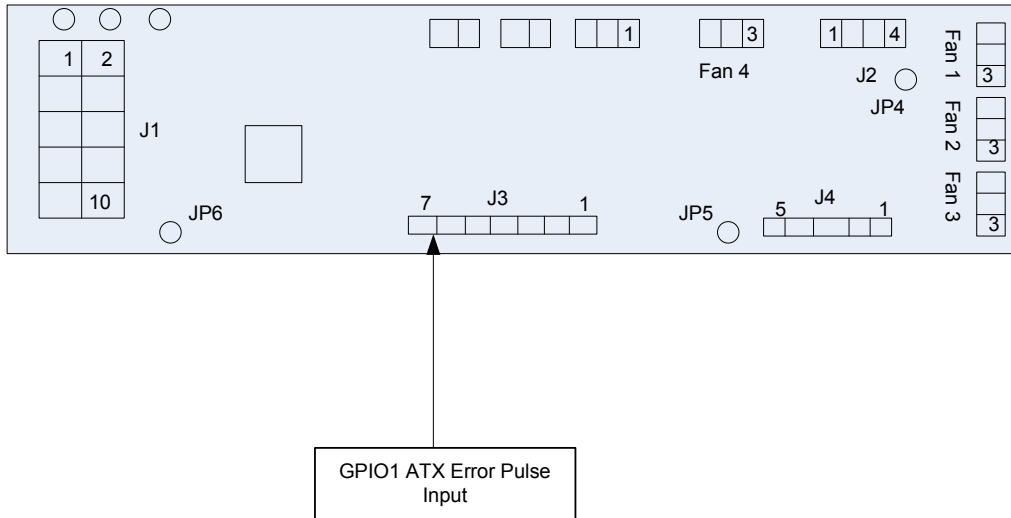 1 2
J1
10
JP6
1
3
Fan 4
1 4
J2
JP4
Fan 1
3
Fan 2
3
Fan 3
3
7 J3 1
JP5
5 J4 1
GPIO1 ATX Error Pulse
Input